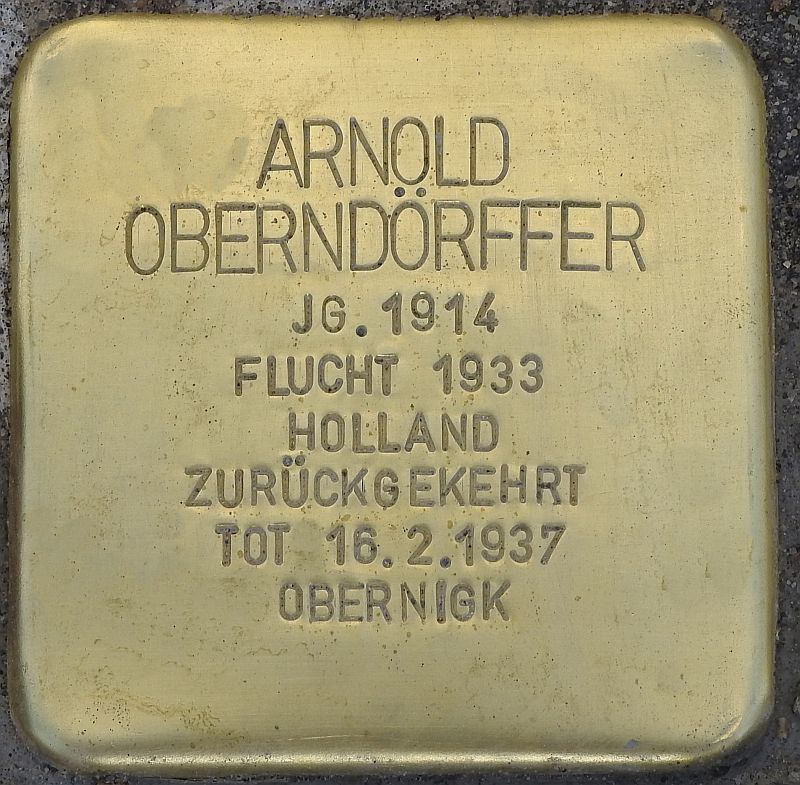 ARNOLD
OBERNDÖRFFER
JG. 1914
FLUCHT 1933
HOLLAND
ZURÜCKGEKEHRT
TOT 16.2.1937
OBERNIGK